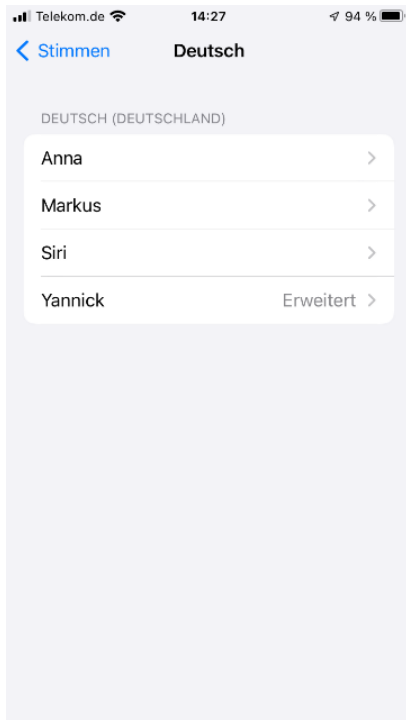 Telekom.de 14:27 94 %
Stimmen Deutsch
DEUTSCH (DEUTSCHLAND)
Anna
Markus
Siri
Yannick Erweitert